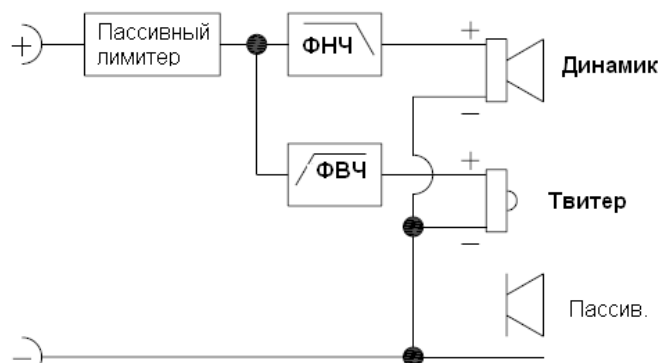 +
Пассивный
лимитер
ФНЧ
+
Динамик
−
ФВЧ
+
Твитер
−
Пассив.
−